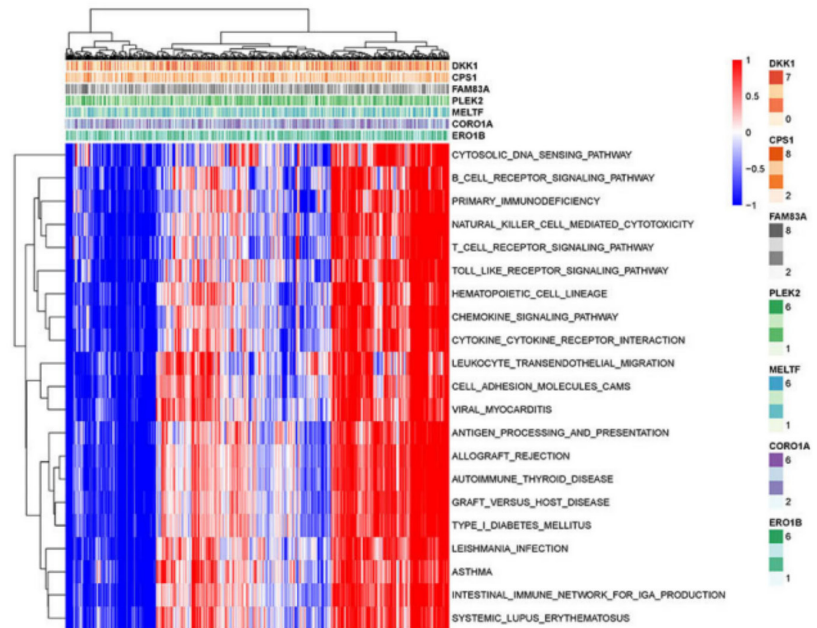 DKK1
CPS1
FAM83A
PLEK2
MELTF
CORO1A
ERO1B
CYTOSOLIC_DNA_SENSING_PATHWAY
B_CELL_RECEPTOR_SIGNALING_PATHWAY
PRIMARY_IMMUNODEFICIENCY
NATURAL_KILLER_CELL_MEDIATED_CYTOTOXICITY
T_CELL_RECEPTOR_SIGNALING_PATHWAY
TOLL_LIKE_RECEPTOR_SIGNALING_PATHWAY
HEMATOPOIETIC_CELL_LINEAGE
CHEMOKINE_SIGNALING_PATHWAY
CYTOKINE_CYTOKINE_RECEPTOR_INTERACTION
LEUKOCYTE_TRANSENDOTHELIAL_MIGRATION
CELL_ADHESION_MOLECULES_CAMS
VIRAL_MYOCARDITIS
ANTIGEN_PROCESSING_AND_PRESENTATION
ALLOGRAFT_REJECTION
AUTOIMMUNE_THYROID_DISEASE
GRAFT_VERSUS_HOST_DISEASE
TYPE_I_DIABETES_MELLITUS
LEISHMANIA_INFECTION
ASTHMA
INTESTINAL_IMMUNE_NETWORK_FOR_IGA_PRODUCTION
SYSTEMIC_LUPUS_ERYTHEMATOSUS
1
0.5
0
−0.5
−1
DKK1
7
0
CPS1
8
2
FAM83A
8
2
PLEK2
6
1
MELTF
6
1
CORO1A
6
2
ERO1B
6
1